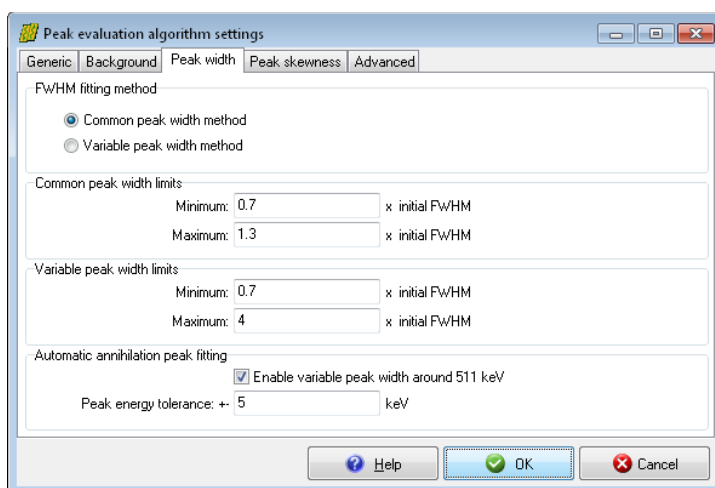 Peak evaluation algorithm settings
Generic Background Peak width Peak skewness Advanced
FWHM fitting method
Common peak width method
Variable peak width method
Common peak width limits
Minimum: 0.7 x initial FWHM
Maximum: 1.3 x initial FWHM
Variable peak width limits
Minimum: 0.7 x initial FWHM
Maximum: 4 x initial FWHM
Automatic annihilation peak fitting
Enable variable peak width around 511 keV
Peak energy tolerance: +- 5 keV
Help OK Cancel